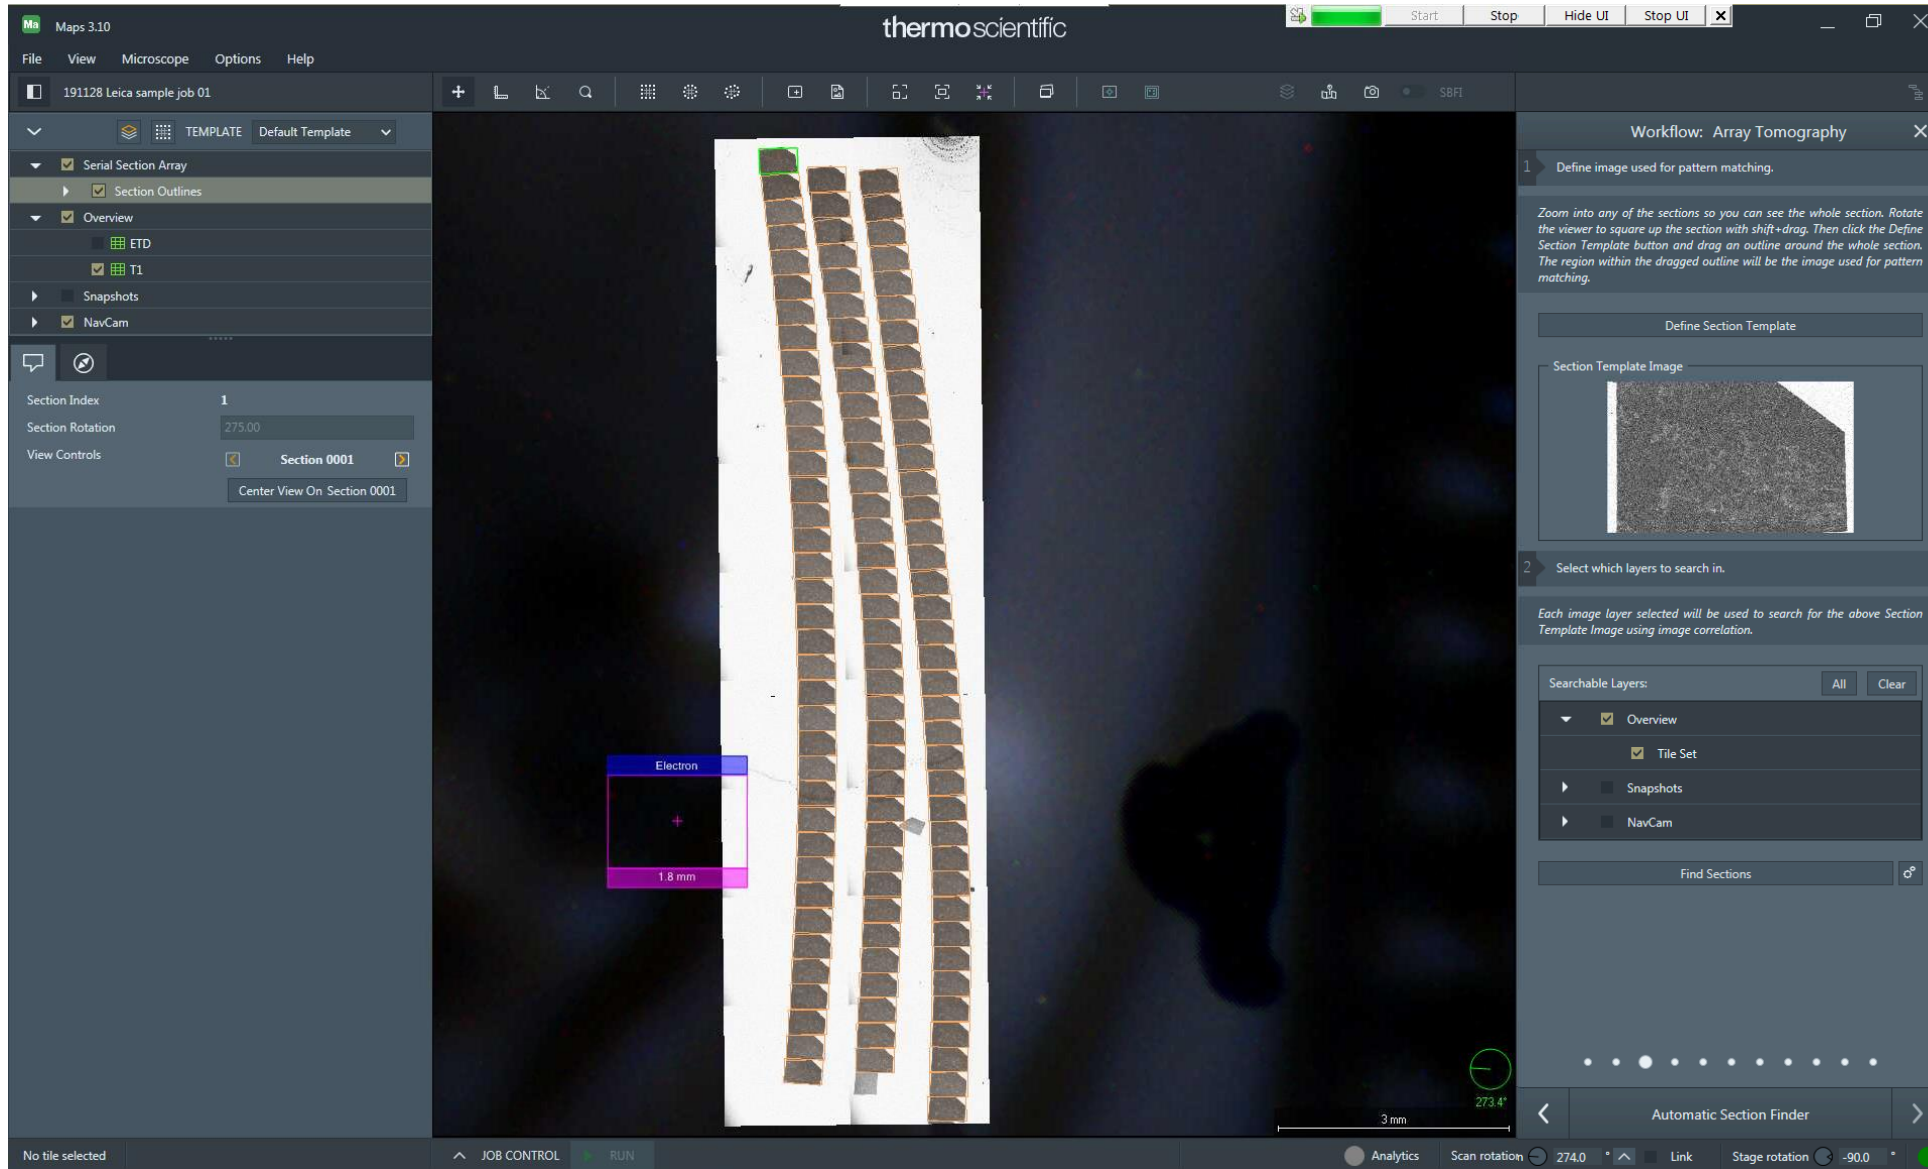 Ma Maps 3.10
thermo scientific
Start Stop Hide UI Stop UI X
File View Microscope Options Help
191128 Leica sample job 01
SBFI
TEMPLATE Default Template
Serial Section Array
Section Outlines
Overview
ETD
T1
Snapshots
NavCam
Section Index 1
Section Rotation 275.00
View Controls Section 0001
Center View On Section 0001
Electron
1.8 mm
273.4°
3 mm
Workflow: Array Tomography
1 Define image used for pattern matching.
Zoom into any of the sections so you can see the whole section. Rotate
the viewer to square up the section with shift+drag. Then click the Define
Section Template button and drag an outline around the whole section.
The region within the dragged outline will be the image used for pattern
matching.
Define Section Template
Section Template Image
2 Select which layers to search in.
Each image layer selected will be used to search for the above Section
Template Image using image correlation.
Searchable Layers: All Clear
Overview
Tile Set
Snapshots
NavCam
Find Sections
Automatic Section Finder
No tile selected
JOB CONTROL RUN
Analytics Scan rotation 274.0 ° Link Stage rotation -90.0 °